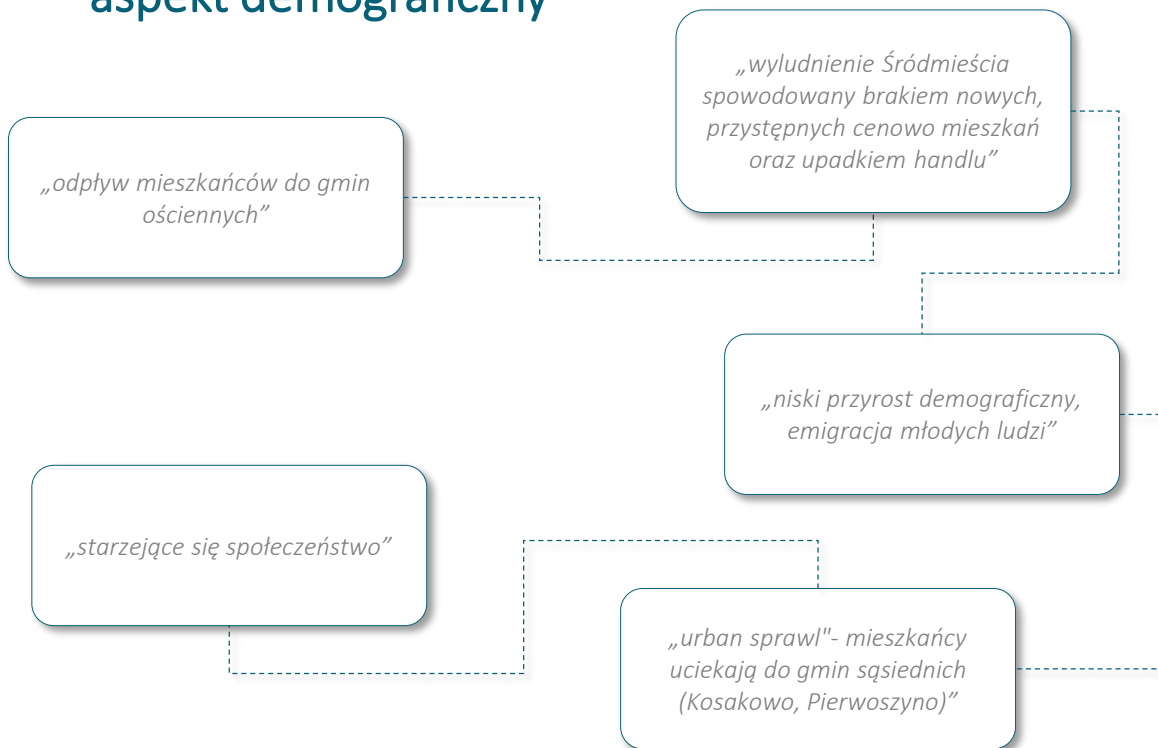 aspekt demograficzny
„wyludnienie Śródmieścia
spowodowany brakiem nowych,
przystępnych cenowo mieszkań
oraz upadkiem handlu”
„odpływ mieszkańców do gmin
ościennych”
„niski przyrost demograficzny,
emigracja młodych ludzi”
„starzejące się społeczeństwo”
„urban sprawl"- mieszkańcy
uciekają do gmin sąsiednich
(Kosakowo, Pierwoszyno)”